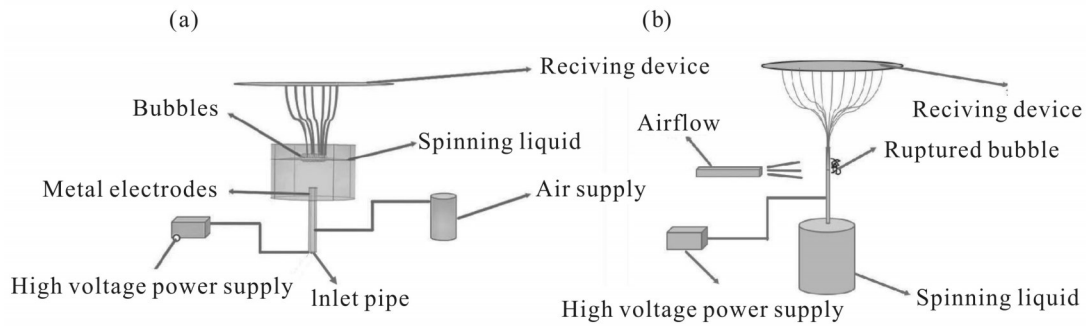 (a)
Reciving device
Bubbles
Spinning liquid
Metal electrodes
Air supply
High voltage power supply
lnlet pipe
(b)
Reciving device
Airflow
Ruptured bubble
High voltage power supply
Spinning liquid